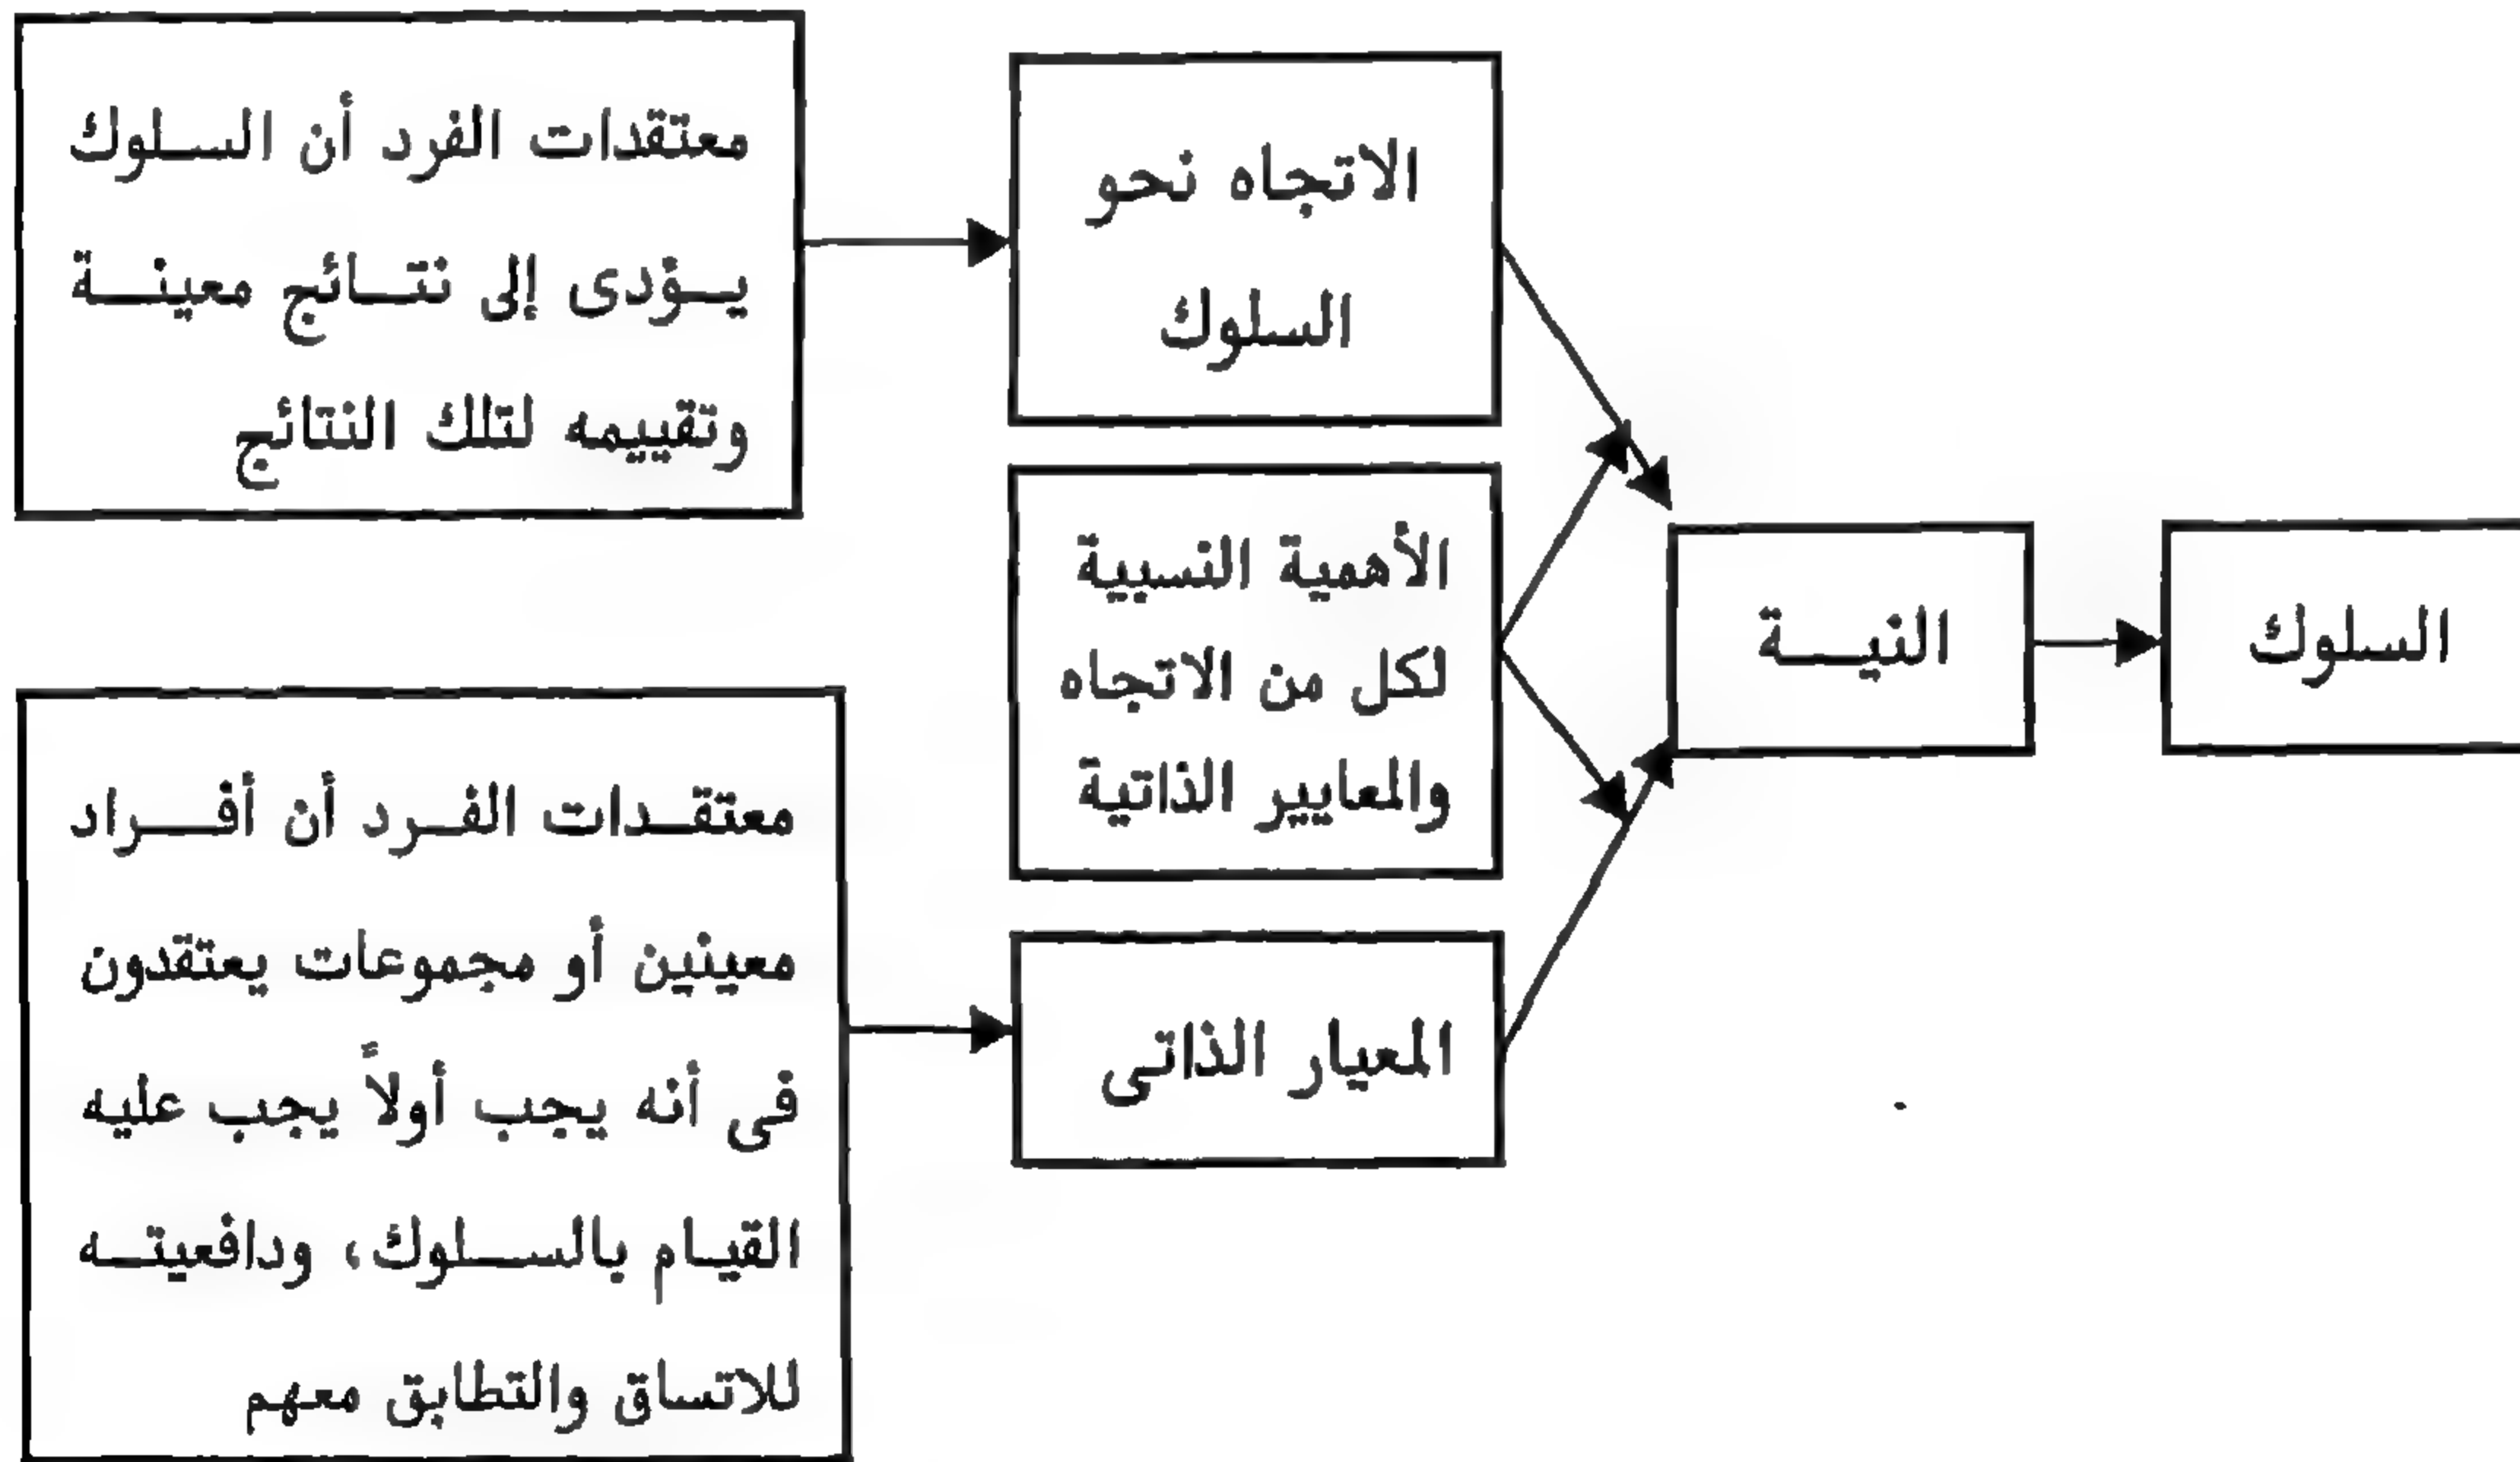 معتقدات الفرد أن السلوك
يؤدى إلى نتائج معينة
وتقييمه لتلك النتائج
الاتجاه نحو
السلوك
الأهمية النسبية
لكل من الاتجاه
والمعايير الذاتية
النية
السلوك
معتقدات الفرد أن أفراد
معينين أو مجموعات يعتقدون
فى أنه يجب أولاً يجب عليه
القيام بالسلوك، ودافعيته
للاتساق والتطابق معهم
المعيار الذاتى